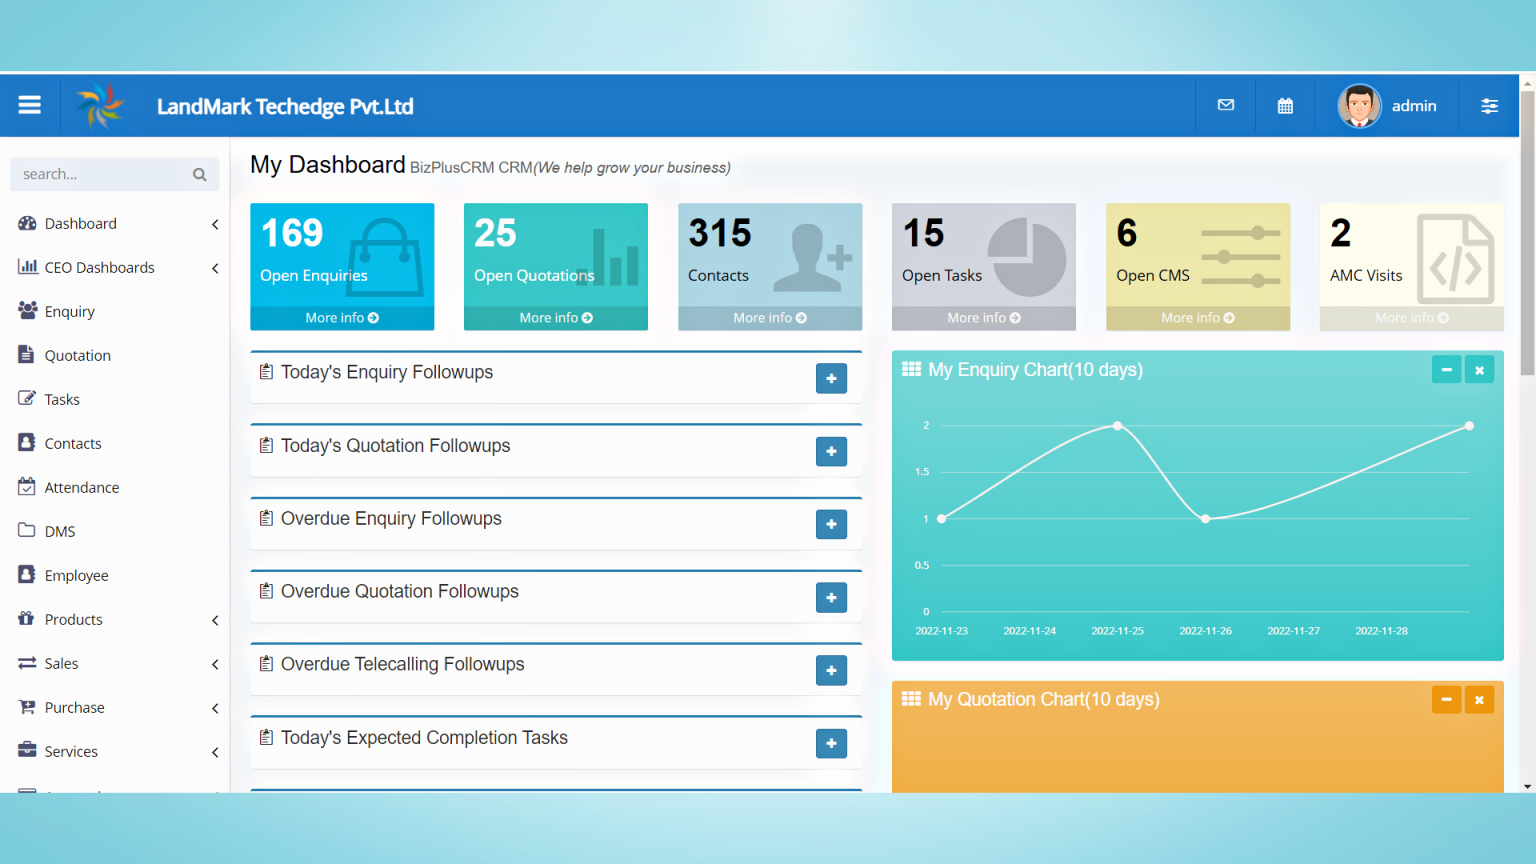 LandMark Techedge Pvt.Ltd
admin
search...
Dashboard
CEO Dashboards
Enquiry
Quotation
Tasks
Contacts
Attendance
DMS
Employee
Products
Sales
Purchase
Services
My Dashboard BizPlusCRM CRM(We help grow your business)
169
Open Enquiries
More info
25
Open Quotations
More info
315
Contacts
More info
15
Open Tasks
More info
6
Open CMS
More info
2
AMC Visits
More info
Today's Enquiry Followups
Today's Quotation Followups
Overdue Enquiry Followups
Overdue Quotation Followups
Overdue Telecalling Followups
Today's Expected Completion Tasks
My Enquiry Chart(10 days)
2
1.5
1
0.5
0
2022-11-23 2022-11-24 2022-11-25 2022-11-26 2022-11-27 2022-11-28
My Quotation Chart(10 days)